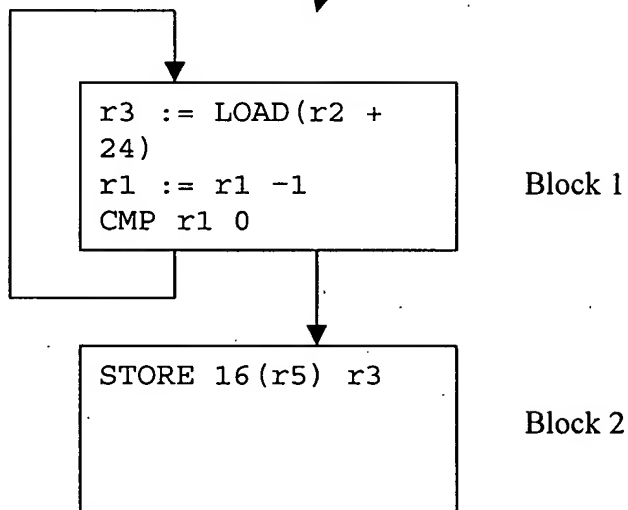 r3 := LOAD(r2 +
24)
r1 := r1 -1
CMP r1 0
Block 1
STORE 16(r5) r3
Block 2